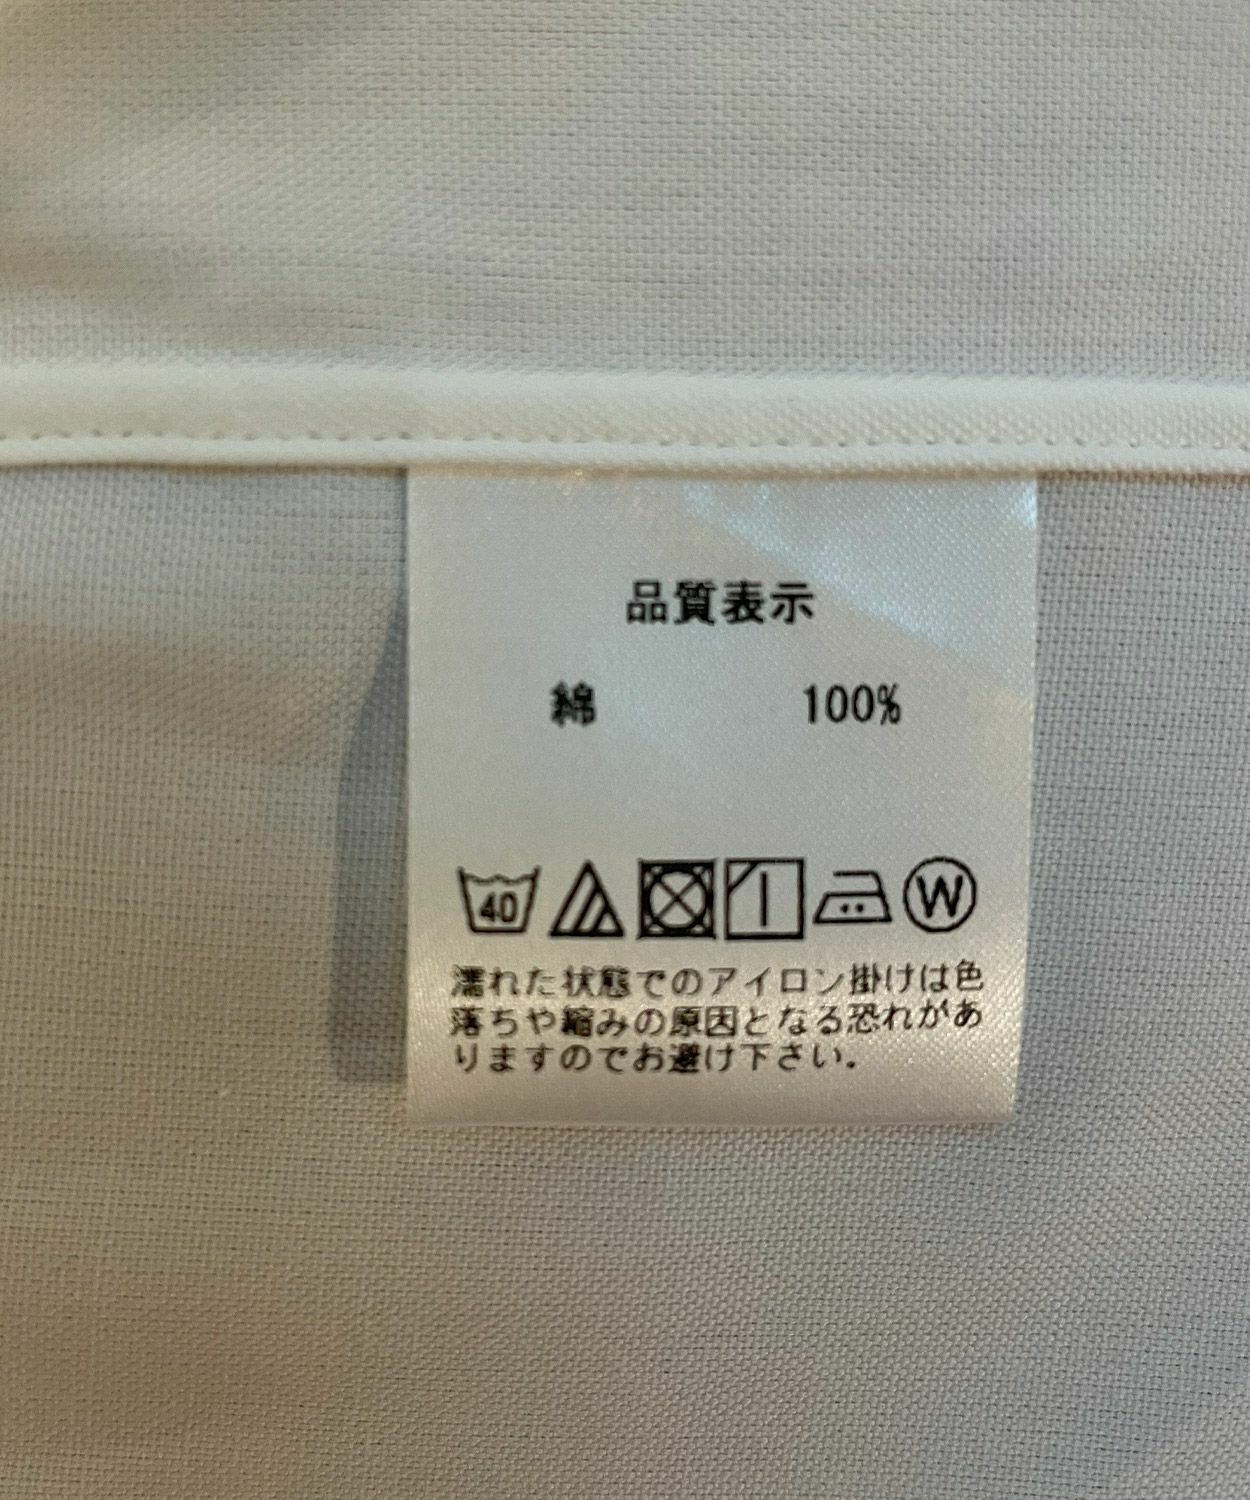 品質表示
綿 100%
40 W
濡れた状態でのアイロン掛けは色
落ちや縮みの原因となる恐れがあ
りますのでお避け下さい。